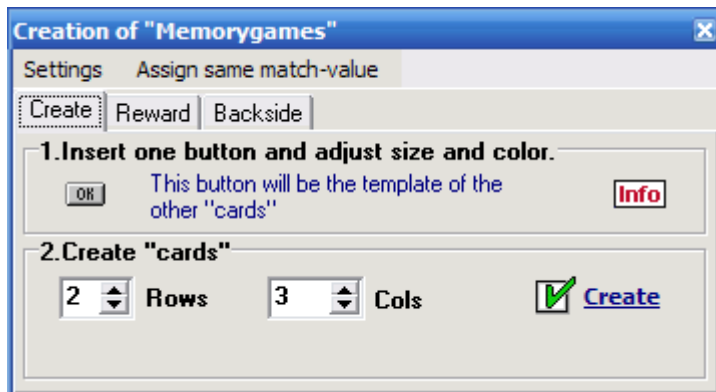 Creation of "Memorygames"
Settings Assign same match-value
Create Reward Backside
1.Insert one button and adjust size and color.
OK
This button will be the template of the
other "cards"
Info
2.Create "cards"
2 Rows 3 Cols Create